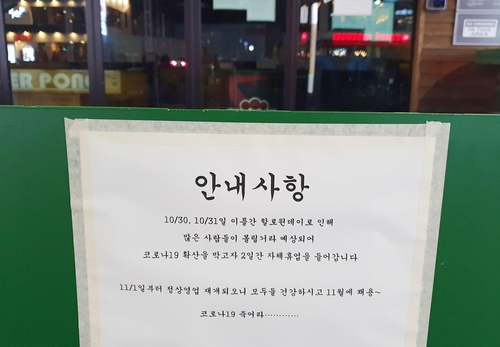 ER PONG
안내사항
10/30, 10/31일 이틀간 할로윈데이로 인해
많은 사람들이 몰릴거라 예상되어
코로나19 확산을 막고자 2일간 자체휴업을 들어갑니다
11/1일부터 정상영업 재개되오니 모두들 건강하시고 11월에 봬용~
코로나19 죽어라............